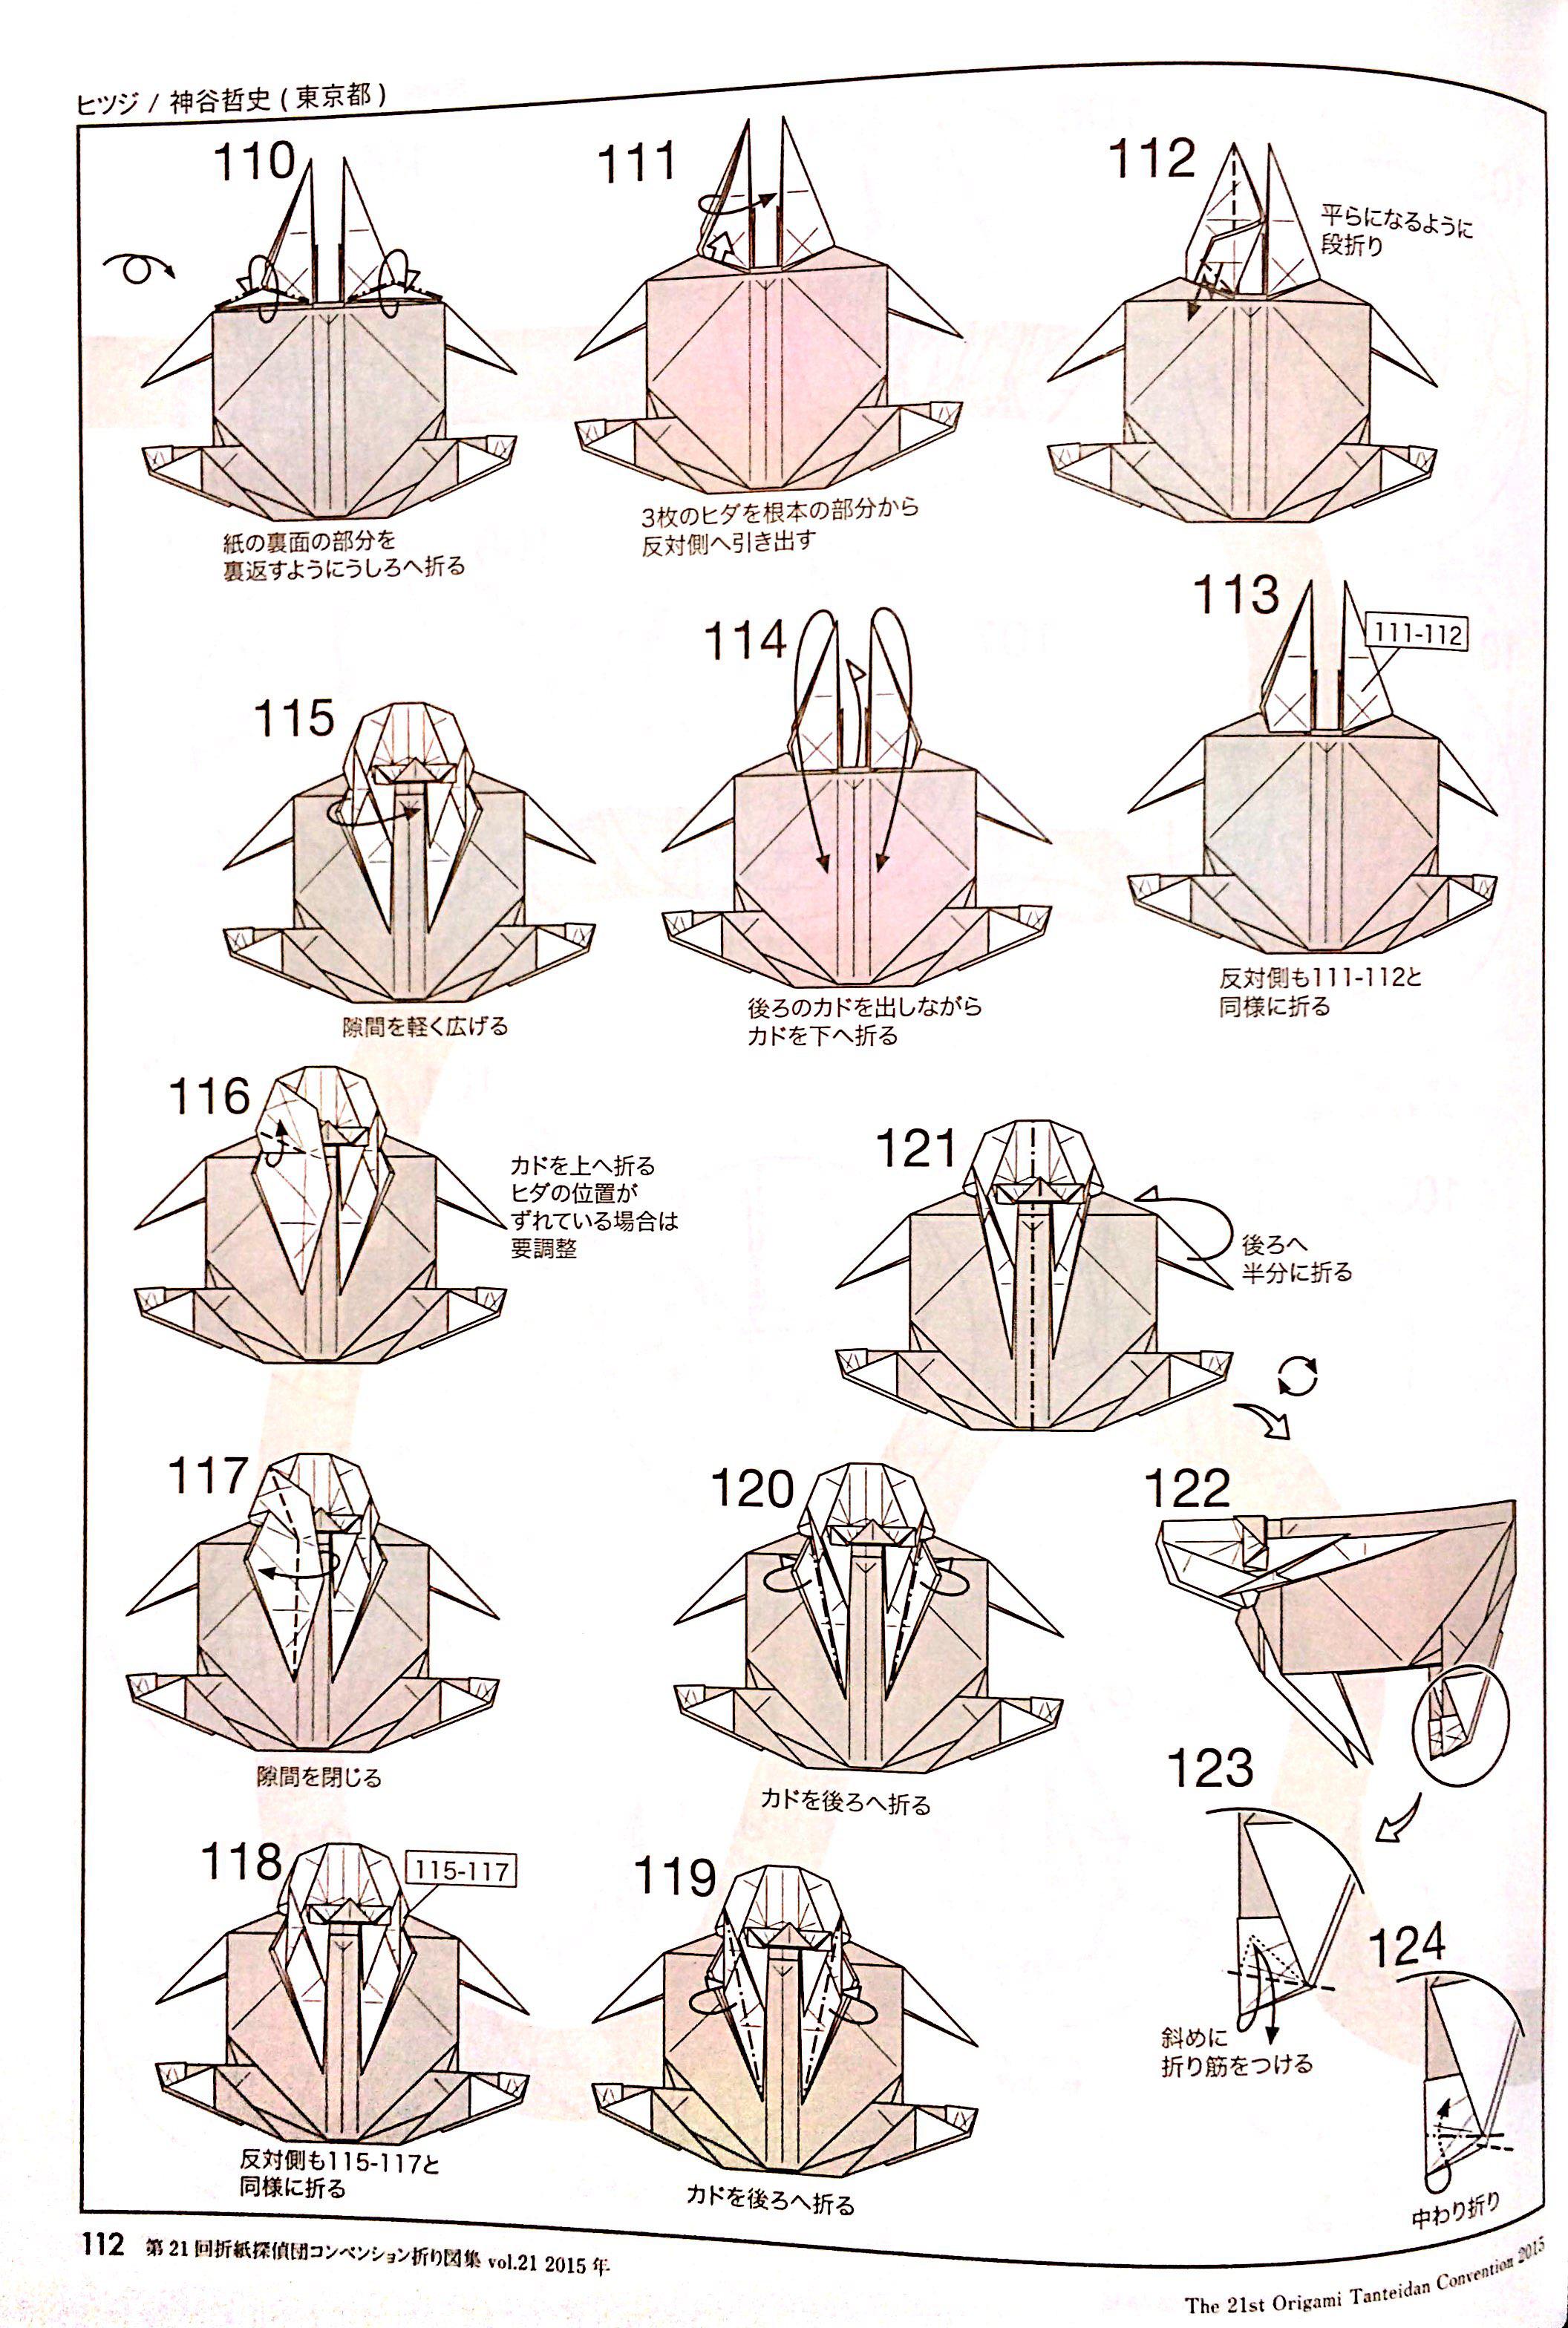 ヒツジ / 神谷哲史 ( 東京都 )
110
紙の裏面の部分を
裏返すようにうしろへ折る
111
3枚のヒダを根本の部分から
反対側へ引き出す
112
平らになるように
段折り
113
111-112
反対側も111-112と
同様に折る
114
後ろのカドを出しながら
カドを下へ折る
115
隙間を軽く広げる
116
カドを上へ折る
ヒダの位置が
ずれている場合は
要調整
117
隙間を閉じる
118
115-117
反対側も115-117と
同様に折る
119
カドを後ろへ折る
120
カドを後ろへ折る
121
後ろへ
半分に折る
122
123
斜めに
折り筋をつける
124
中わり折り
112 第21回折紙探偵団コンベンション折り図集 vol.21 2015年
The 21st Origami Tanteidan Convention 2015